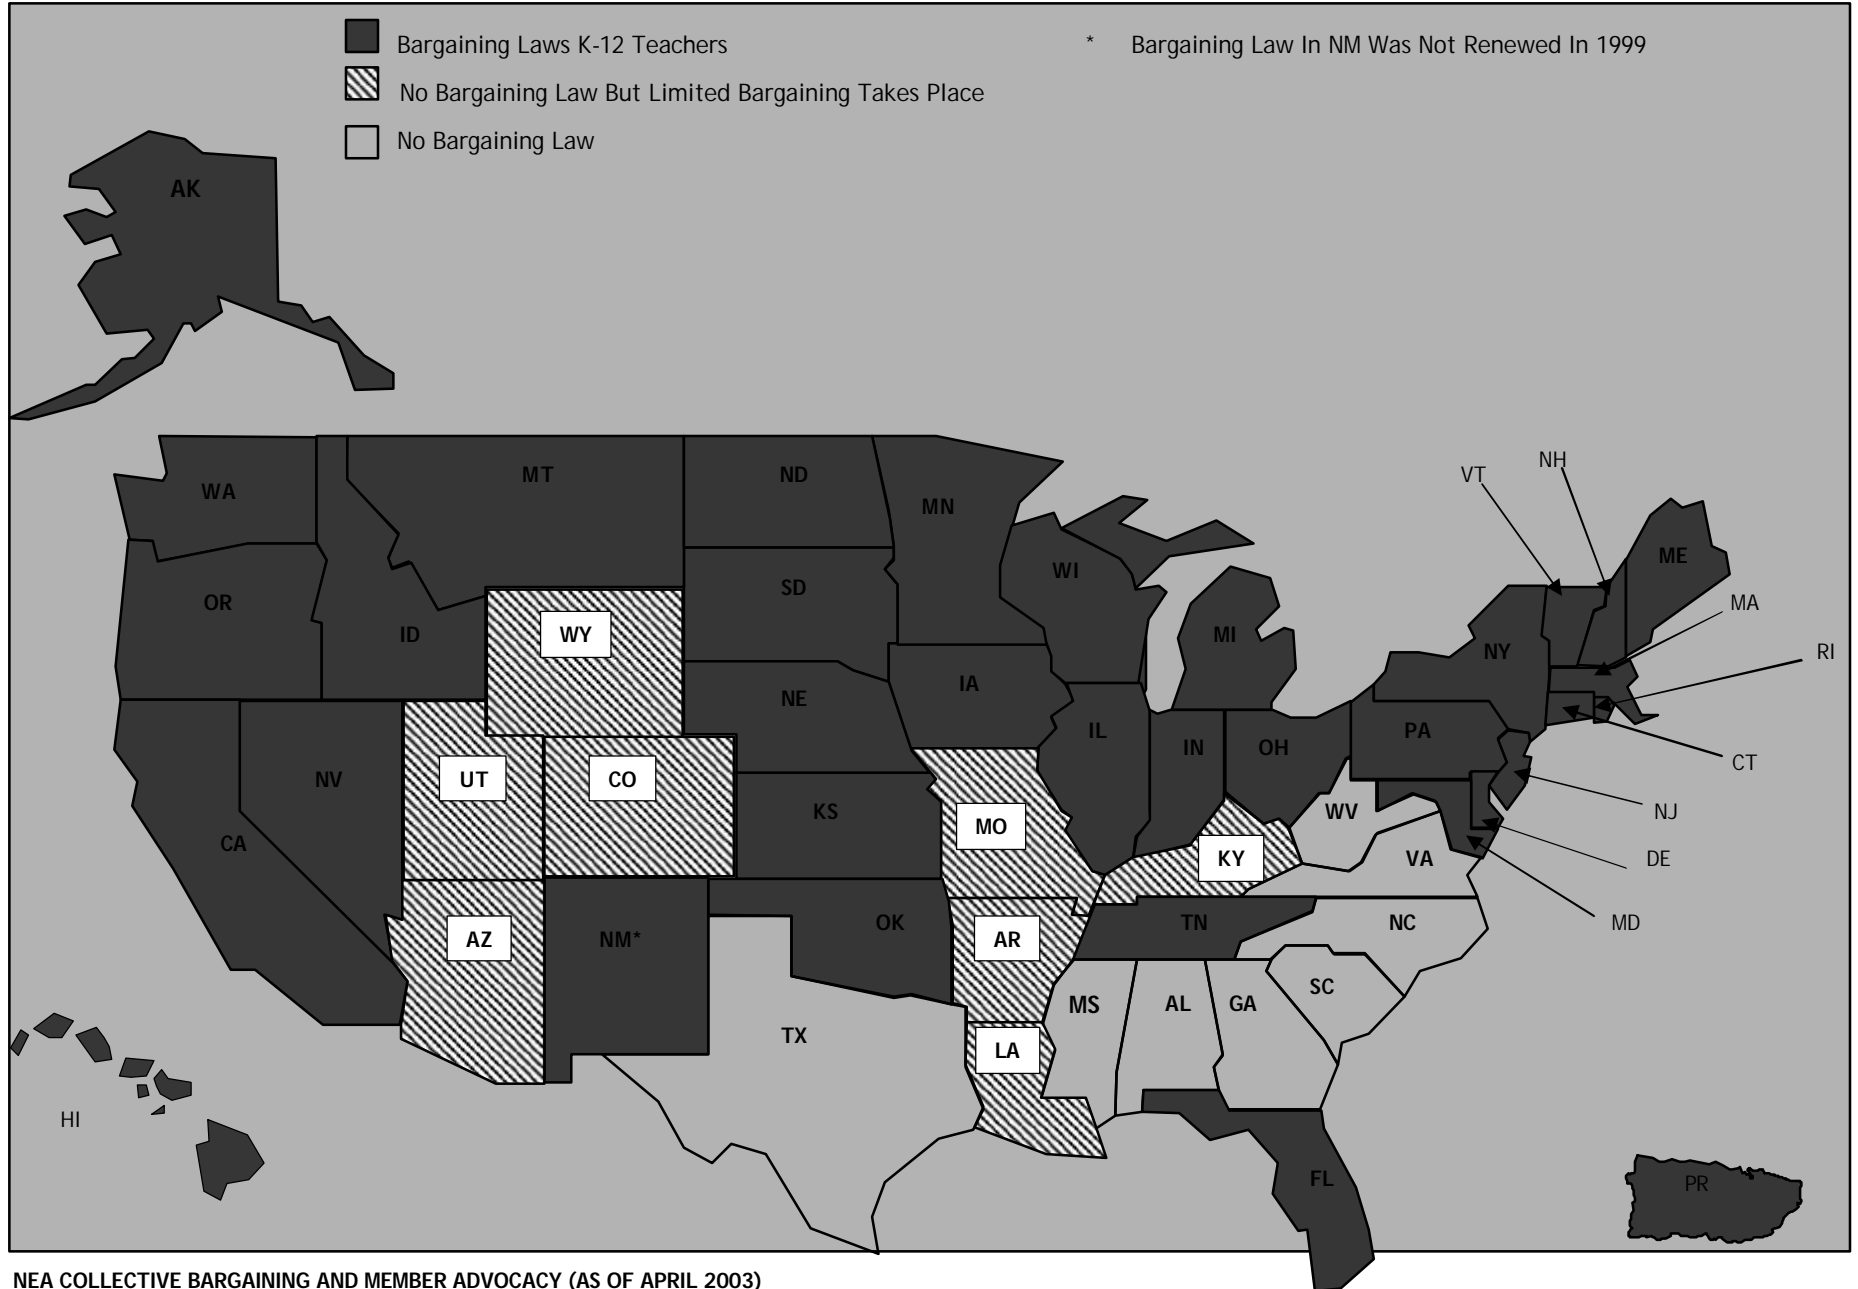 Bargaining Laws K-12 Teachers
* Bargaining Law In NM Was Not Renewed In 1999
No Bargaining Law But Limited Bargaining Takes Place
No Bargaining Law
AK
VT
NH
MT
ND
WA
MN
ME
WI
SD
OR
MA
ID
WY
MI
NY
RI
IA
NE
IL
IN
OH
PA
CT
NV
UT
CO
KS
MO
WV
NJ
CA
KY
VA
DE
AZ
NM*
OK
AR
TN
NC
MD
TX
LA
MS
AL
GA
SC
HI
FL
PR
NEA COLLECTIVE BARGAINING AND MEMBER ADVOCACY (AS OF APRIL 2003)